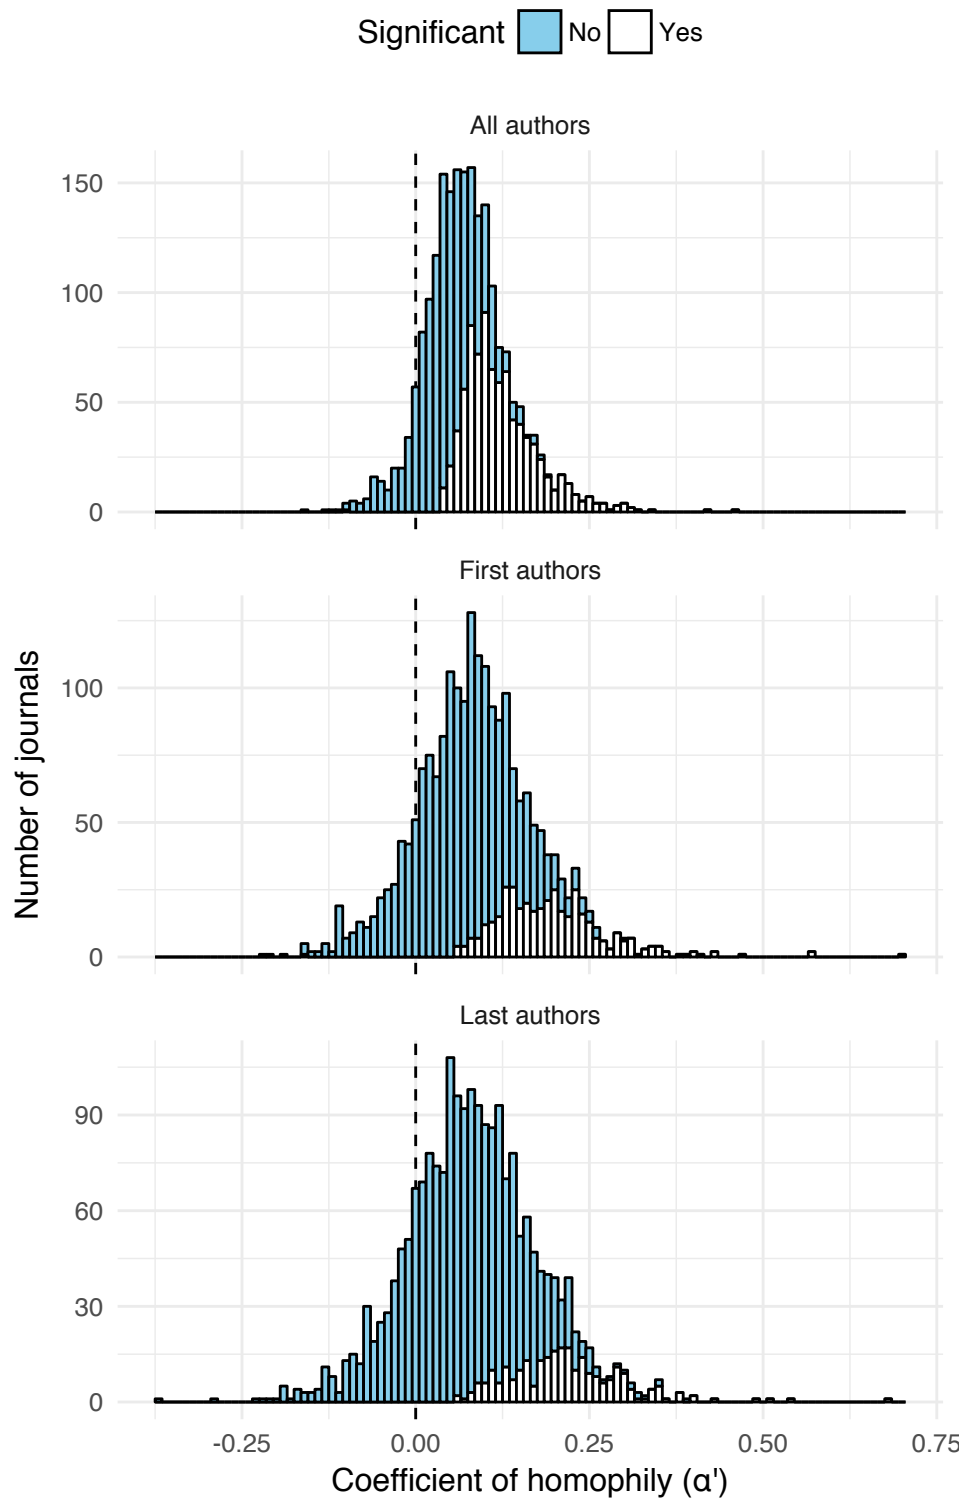 Significant No Yes
All authors
150
100
50
0
First authors
100
50
0
Number of journals
Last authors
90
60
30
0
-0.25 0.00 0.25 0.50 0.75
Coefficient of homophily (α')